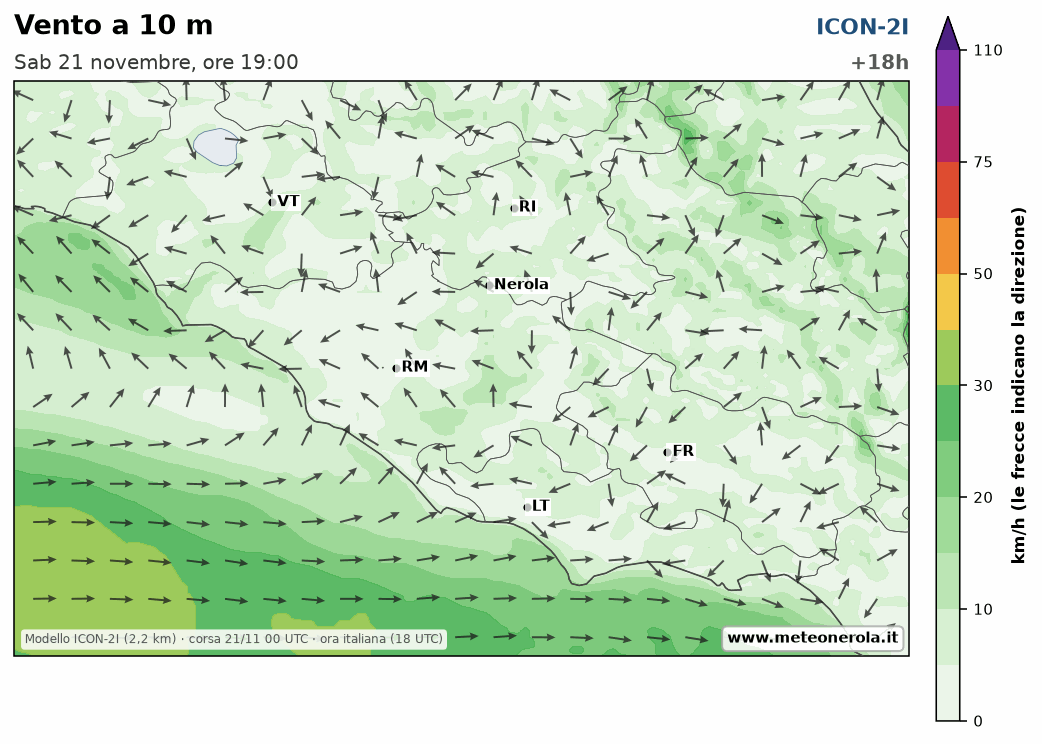 Vento a 10 m
ICON-2I
Sab 21 novembre, ore 19:00
+18h
VT
RI
Nerola
RM
FR
LT
Modello ICON-2I (2,2 km) · corsa 21/11 00 UTC · ora italiana (18 UTC)
www.meteonerola.it
110
75
50
30
20
10
0
km/h (le frecce indicano la direzione)